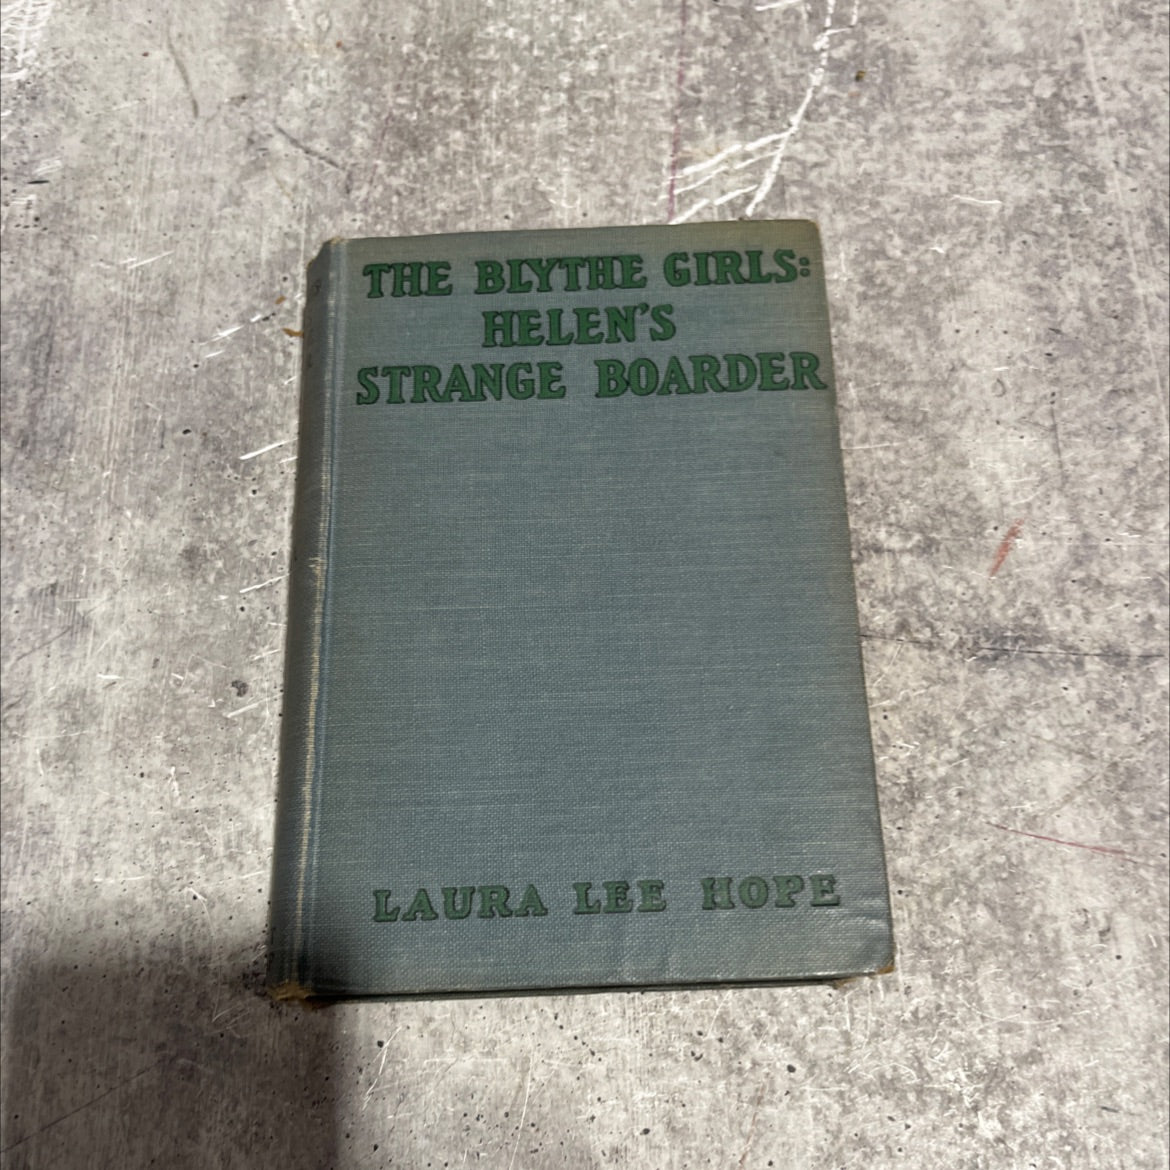 THE BLYTHE GIRLS:
HELEN'S
STRANGE BOARDER
LAURA LEE HOPE